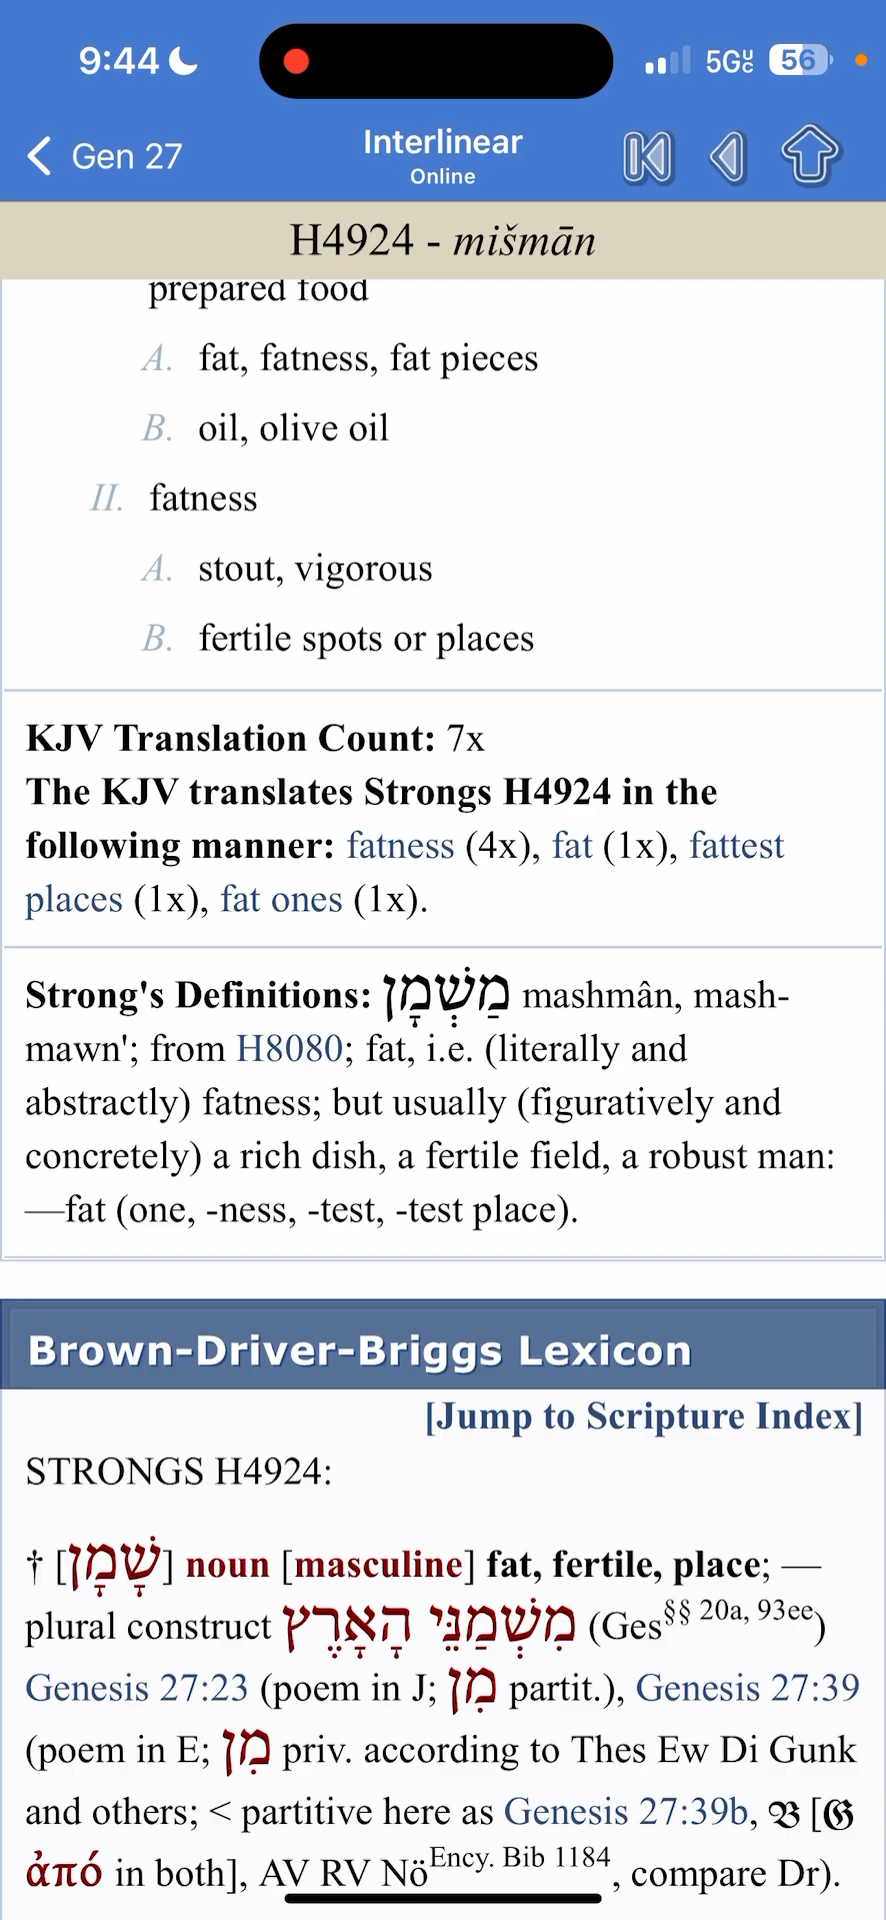 9:44
5GUC 56
Gen 27
Interlinear
Online
H4924 - mišmān
prepared food
A. fat, fatness, fat pieces
B. oil, olive oil
II. fatness
A. stout, vigorous
B. fertile spots or places
KJV Translation Count: 7x
The KJV translates Strongs H4924 in the
following manner: fatness (4x), fat (1x), fattest
places (1x), fat ones (1x).
Strong's Definitions: מַשְׁמָן mashmân, mash-
mawn'; from H8080; fat, i.e. (literally and
abstractly) fatness; but usually (figuratively and
concretely) a rich dish, a fertile field, a robust man:
—fat (one, -ness, -test, -test place).
Brown-Driver-Briggs Lexicon
[Jump to Scripture Index]
STRONGS H4924:
† [שָׁמָן] noun [masculine] fat, fertile, place; —
plural construct מִשְׁמַנֵּי הָאָרֶץ (Ges§§ 20a, 93ee)
Genesis 27:23 (poem in J; מִן partit.), Genesis 27:39
(poem in E; מִן priv. according to Thes Ew Di Gunk
and others; < partitive here as Genesis 27:39b, 𝔙 [𝔊
ἀπό in both], AV RV NöEncy. Bib 1184, compare Dr).